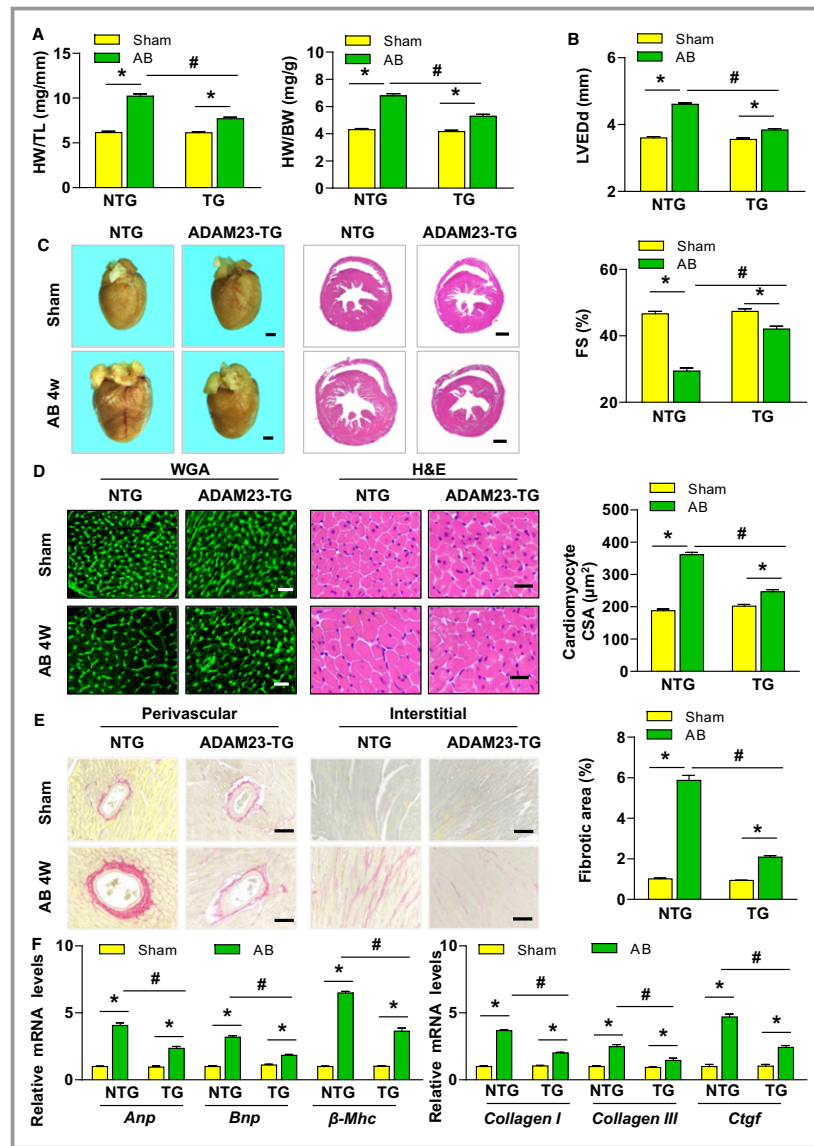 A
Sham
AB
HW/TL (mg/mm)
15
10
5
0
*
#
*
NTG
TG
Sham
AB
HW/BW (mg/g)
10
8
6
4
2
0
*
#
*
NTG
TG
B
Sham
AB
LVEDd (mm)
6
4
2
*
#
*
NTG
TG
C
NTG
ADAM23-TG
NTG
ADAM23-TG
Sham
AB 4w
Sham
AB
FS (%)
60
40
20
*
#
*
NTG
TG
D
WGA
H&E
NTG
ADAM23-TG
NTG
ADAM23-TG
Sham
AB 4W
Sham
AB
Cardiomyocyte
CSA (µm²)
500
400
300
200
100
0
*
#
*
NTG
TG
E
Perivascular
Interstitial
NTG
ADAM23-TG
NTG
ADAM23-TG
Sham
AB 4W
Sham
AB
Fibrotic area (%)
8
6
4
2
0
*
#
*
NTG
TG
F
Sham
AB
Relative mRNA levels
10
5
0
*
#
*
*
#
*
*
#
*
NTG TG NTG TG NTG TG
Anp Bnp β-Mhc
Sham
AB
Relative mRNA levels
10
5
0
*
#
*
*
#
*
*
#
*
NTG TG NTG TG NTG TG
Collagen I Collagen III Ctgf